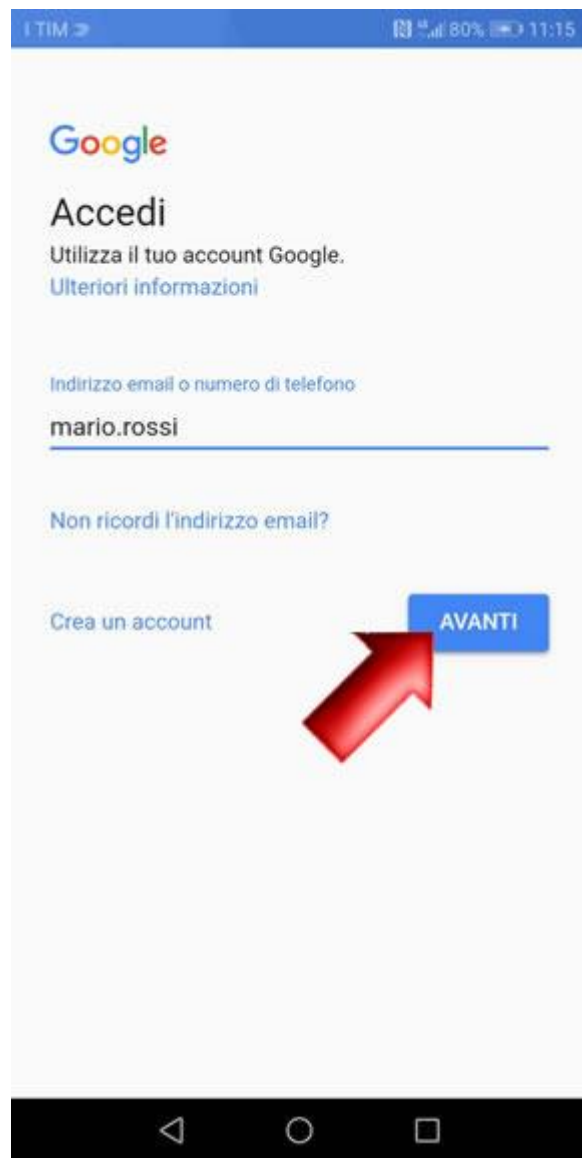 I TIM
80% 11:15
Google
Accedi
Utilizza il tuo account Google.
Ulteriori informazioni
Indirizzo email o numero di telefono
mario.rossi
Non ricordi l'indirizzo email?
Crea un account
AVANTI